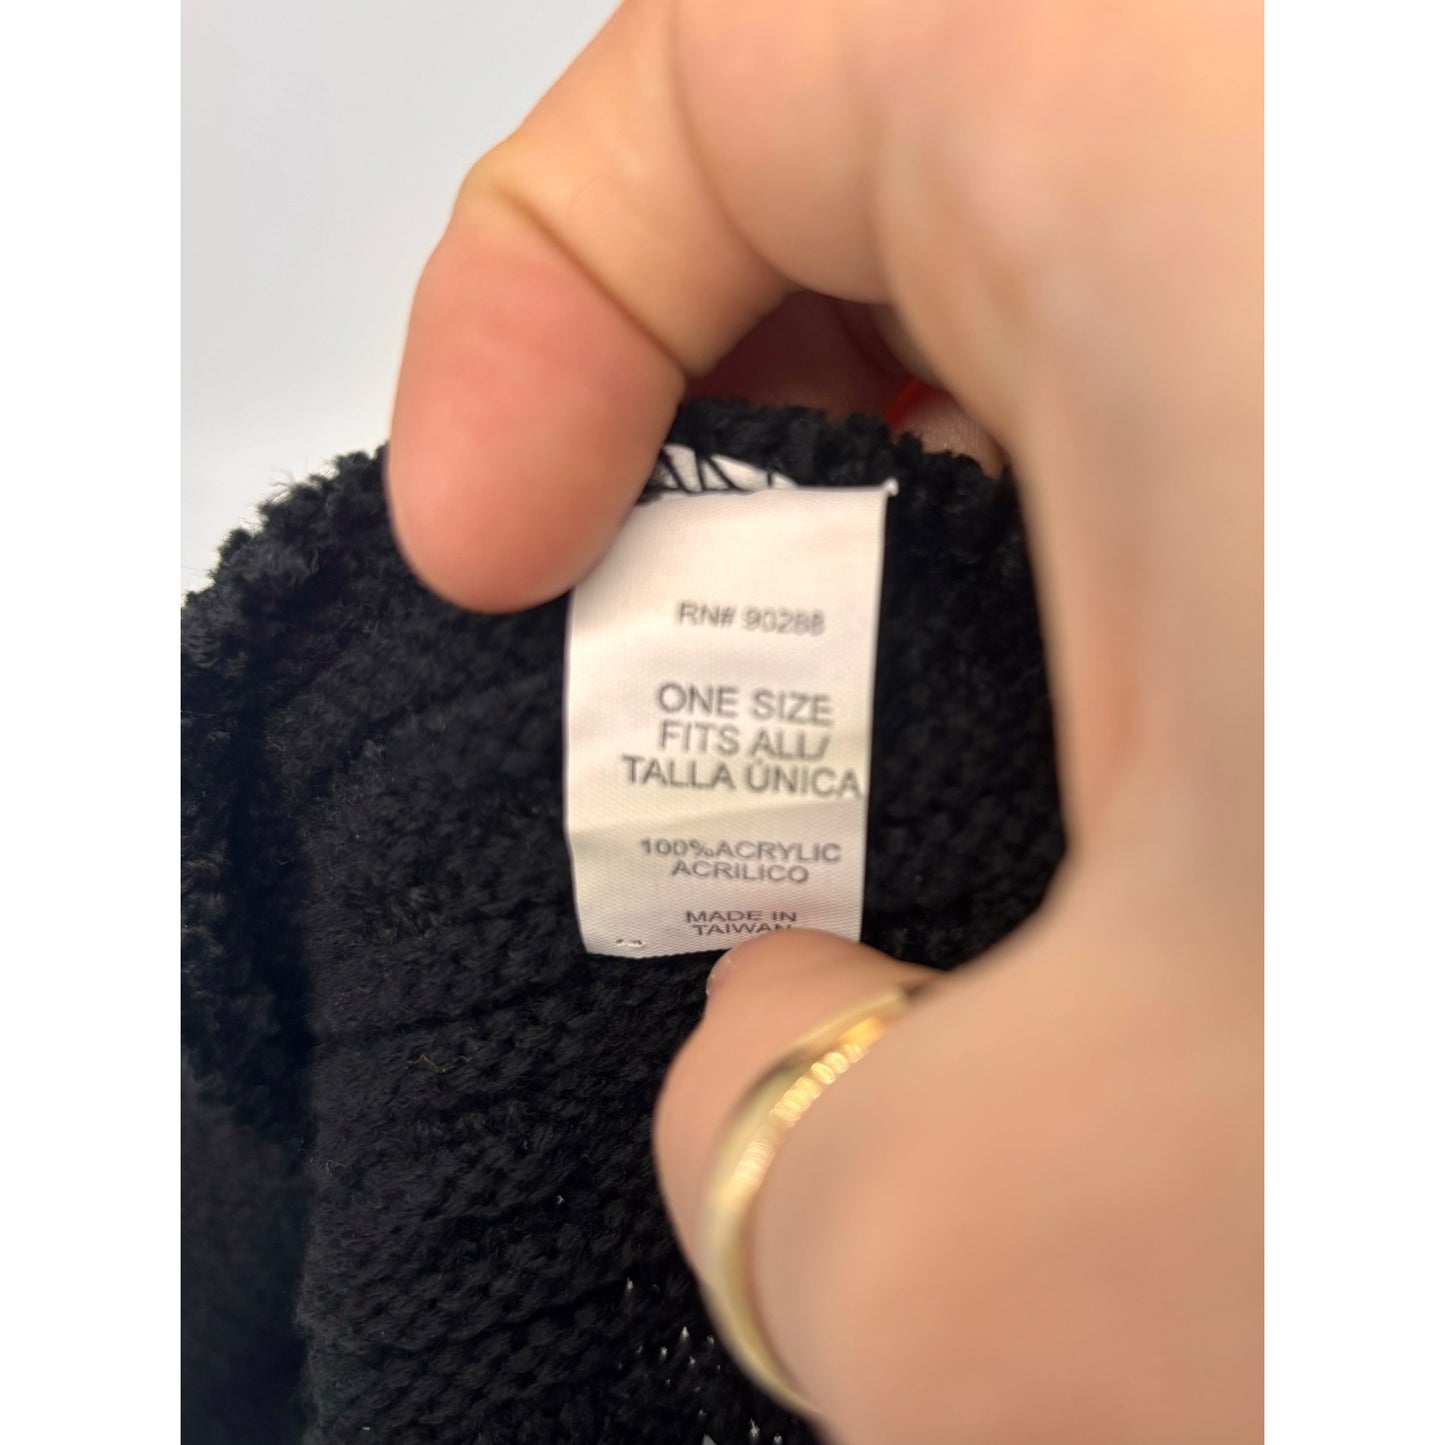 RN# 90288
ONE SIZE
FITS ALL/
TALLA ÚNICA
100%ACRYLIC
ACRILICO
MADE IN
TAIWAN